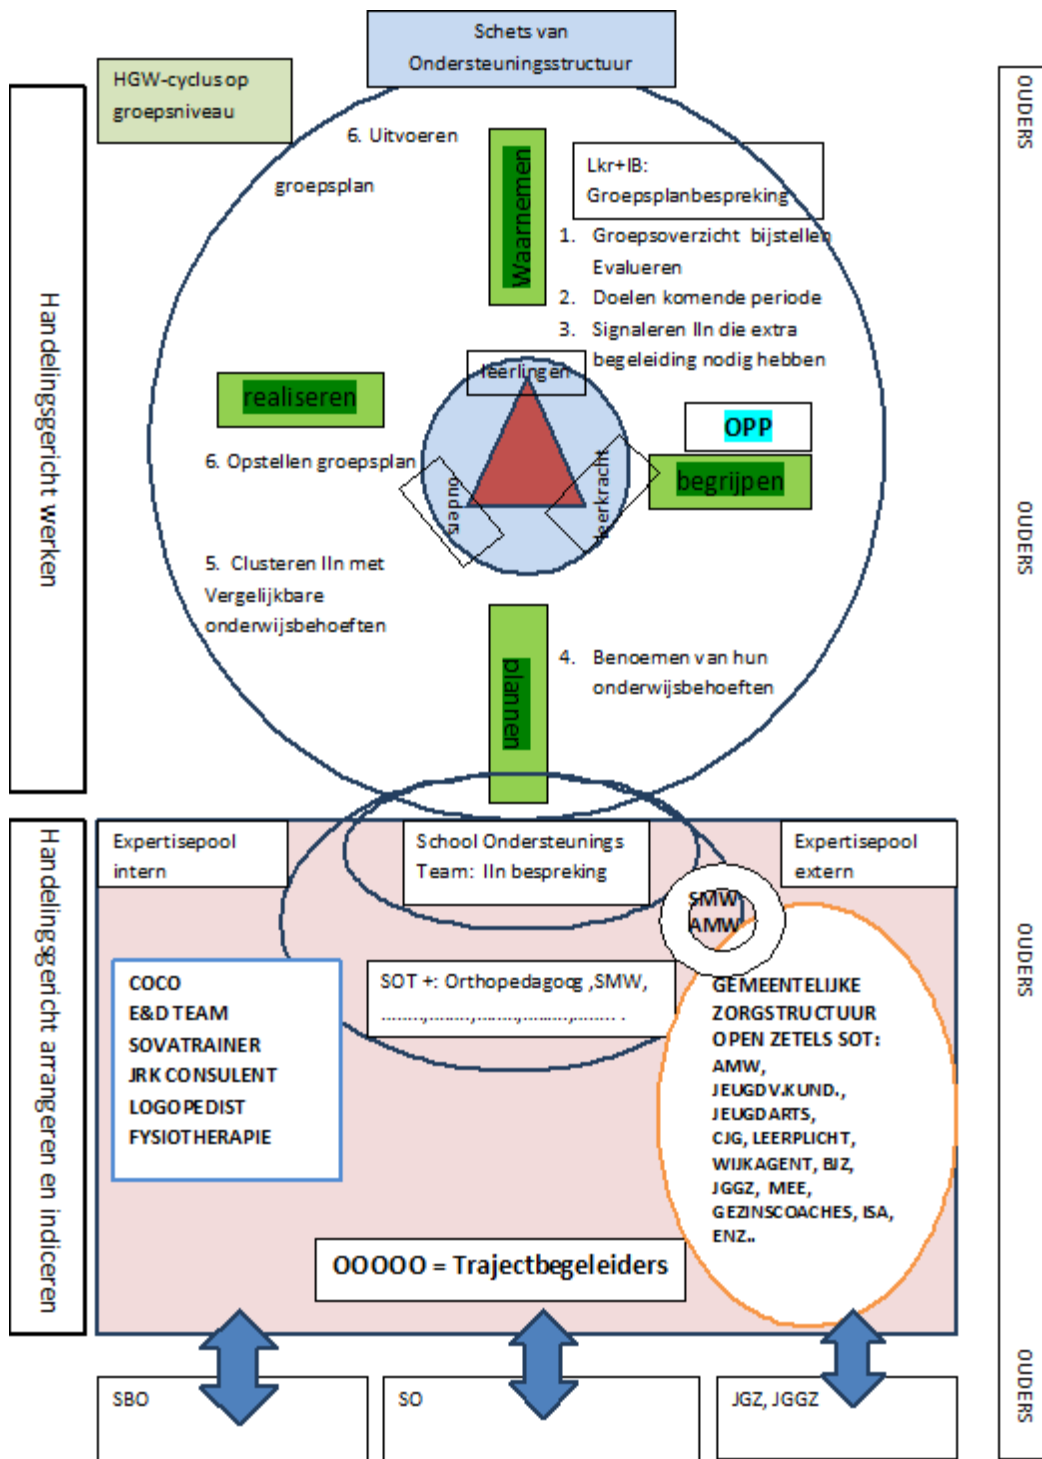 Schets van
Ondersteuningsstructuur
HGW-cyclus op
groepsniveau
OUDERS
6. Uitvoeren
groepsplan
Waarnemen
Lkr+IB:
Groepsplanbespreking
1. Groepsoverzicht bijstellen
Evalueren
2. Doelen komende periode
3. Signaleren lln die extra
begeleiding nodig hebben
Handelingsgericht werken
leerlingen
realiseren
OPP
begrijpen
6. Opstellen groepsplan
ouders
leerkracht
OUDERS
5. Clusteren lln met
Vergelijkbare
onderwijsbehoeften
plannen
4. Benoemen van hun
onderwijsbehoeften
Handelingsgericht arrangeren en indiceren
Expertisepool
intern
School Ondersteunings
Team: lln bespreking
Expertisepool
extern
SMW
AMW
OUDERS
COCO
E&D TEAM
SOVATRAINER
JRK CONSULENT
LOGOPEDIST
FYSIOTHERAPIE
SOT +: Orthopedagoog ,SMW,
GEMEENTELIJKE
ZORGSTRUCTUUR
OPEN ZETELS SOT:
AMW,
JEUGDV.KUND.,
JEUGDARTS,
CJG, LEERPLICHT,
WIJKAGENT, BJZ,
JGGZ, MEE,
GEZINSCOACHES, ISA,
ENZ..
OOOOO = Trajectbegeleiders
OUDERS
SBO
SO
JGZ, JGGZ